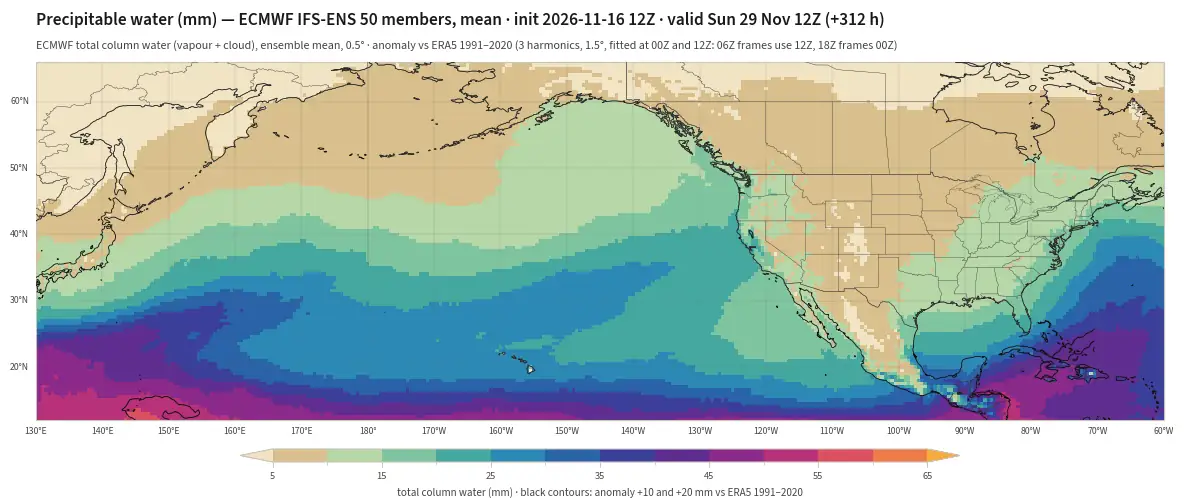 Precipitable water (mm) — ECMWF IFS-ENS 50 members, mean · init 2026-11-16 12Z · valid Sun 29 Nov 12Z (+312 h)
ECMWF total column water (vapour + cloud), ensemble mean, 0.5° · anomaly vs ERA5 1991–2020 (3 harmonics, 1.5°, fitted at 00Z and 12Z: 06Z frames use 12Z, 18Z frames 00Z)
60°N
50°N
40°N
30°N
20°N
130°E 140°E 150°E 160°E 170°E 180° 170°W 160°W 150°W 140°W 130°W 120°W 110°W 100°W 90°W 80°W 70°W 60°W
5 15 25 35 45 55 65
total column water (mm) · black contours: anomaly +10 and +20 mm vs ERA5 1991–2020